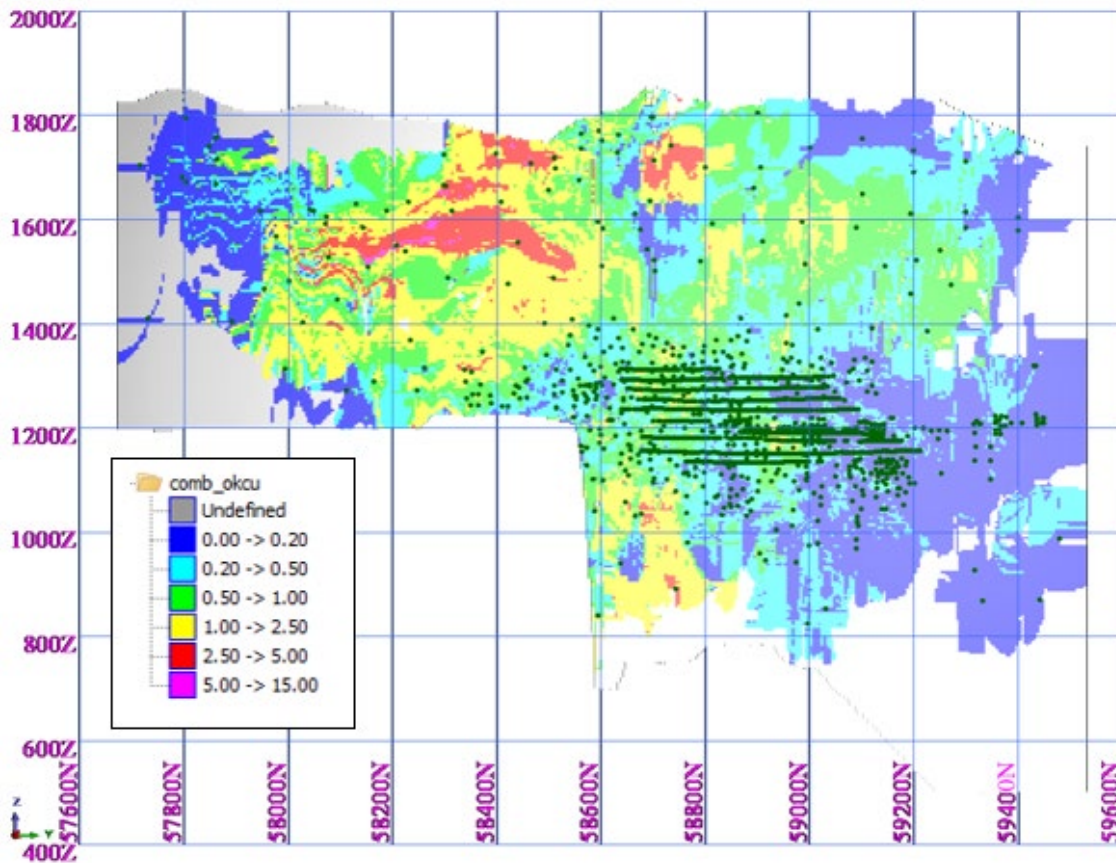 2000Z
1800Z
1600Z
1400Z
1200Z
1000Z
800Z
600Z
400Z
comb_okcu
Undefined
0.00 -> 0.20
0.20 -> 0.50
0.50 -> 1.00
1.00 -> 2.50
2.50 -> 5.00
5.00 -> 15.00
Z
Y
57600N
57800N
58000N
58200N
58400N
58600N
58800N
59000N
59200N
59400N
59600N